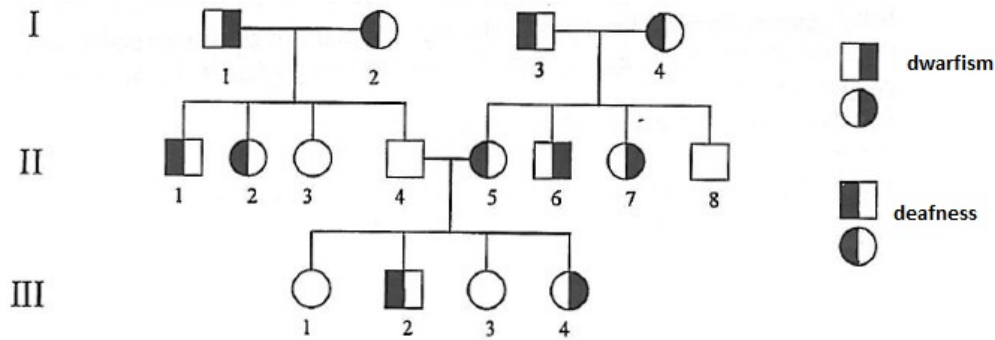 I
1 2 3 4
dwarfism
II
1 2 3 4 5 6 7 8
deafness
III
1 2 3 4